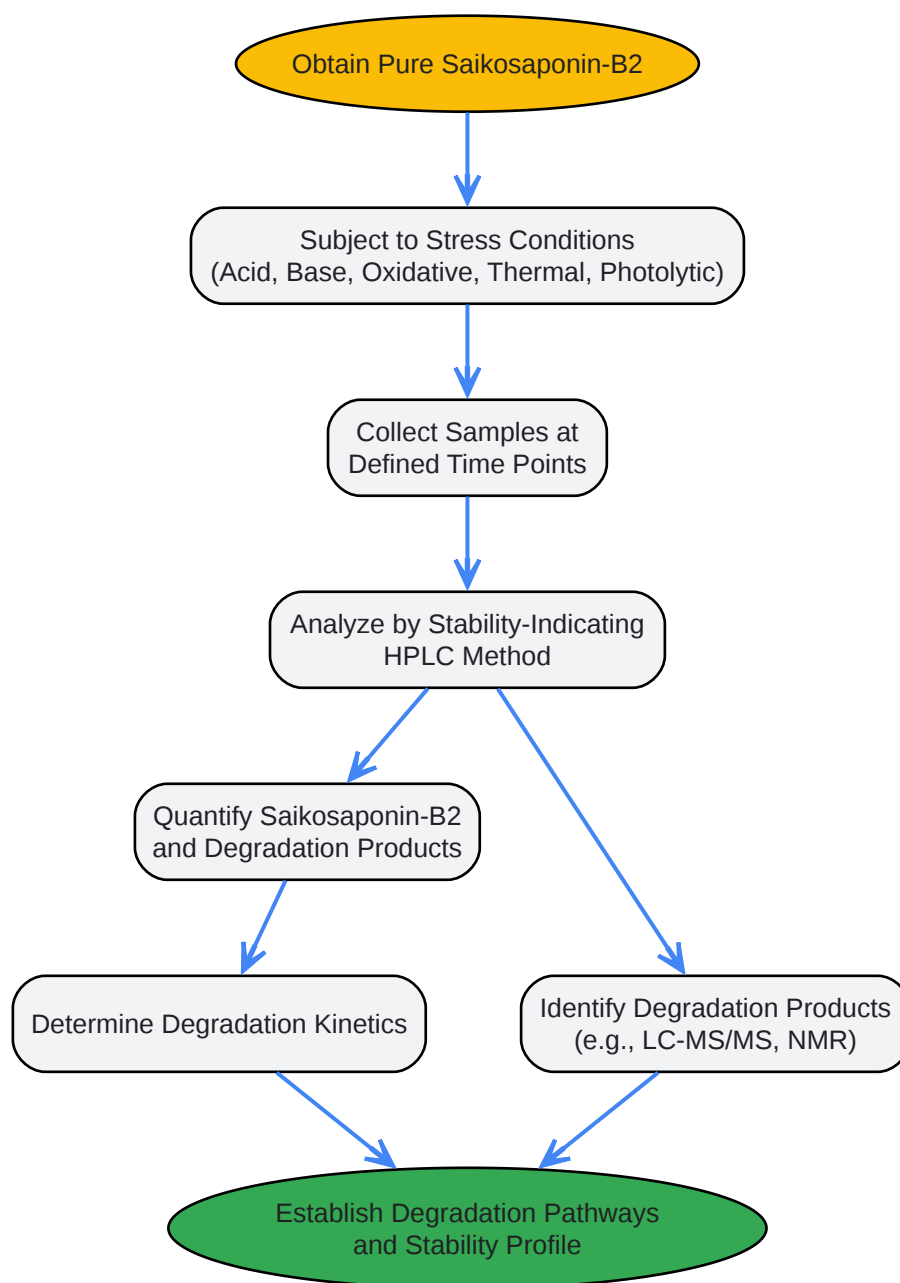 Obtain Pure Saikosaponin-B2
Subject to Stress Conditions
(Acid, Base, Oxidative, Thermal, Photolytic)
Collect Samples at
Defined Time Points
Analyze by Stability-Indicating
HPLC Method
Quantify Saikosaponin-B2
and Degradation Products
Determine Degradation Kinetics
Identify Degradation Products
(e.g., LC-MS/MS, NMR)
Establish Degradation Pathways
and Stability Profile